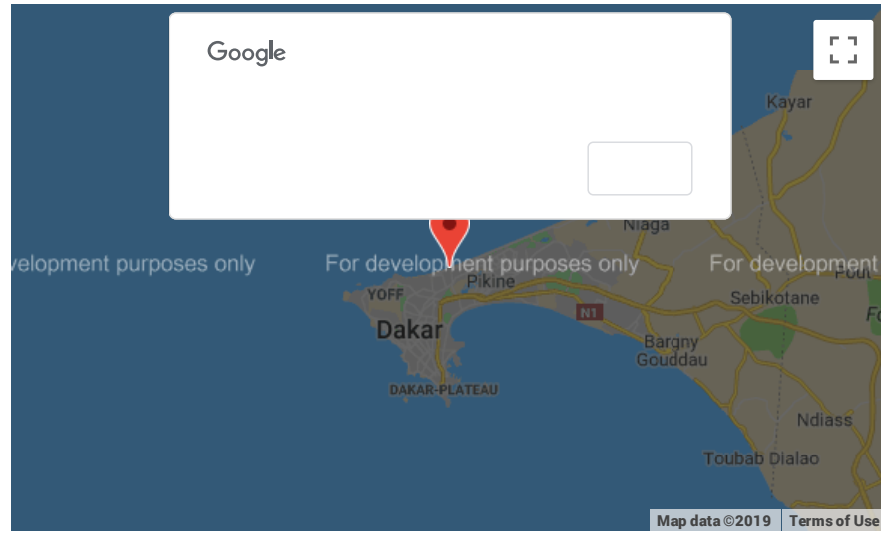 Google
Kayar
Niaga
velopment purposes only
For development purposes only
For development
Pout
Pikine
YOFF
Sebikotane
N1
Dakar
Bargny
Gouddau
DAKAR-PLATEAU
Ndiass
Toubab Dialao
Map data ©2019
Terms of Use